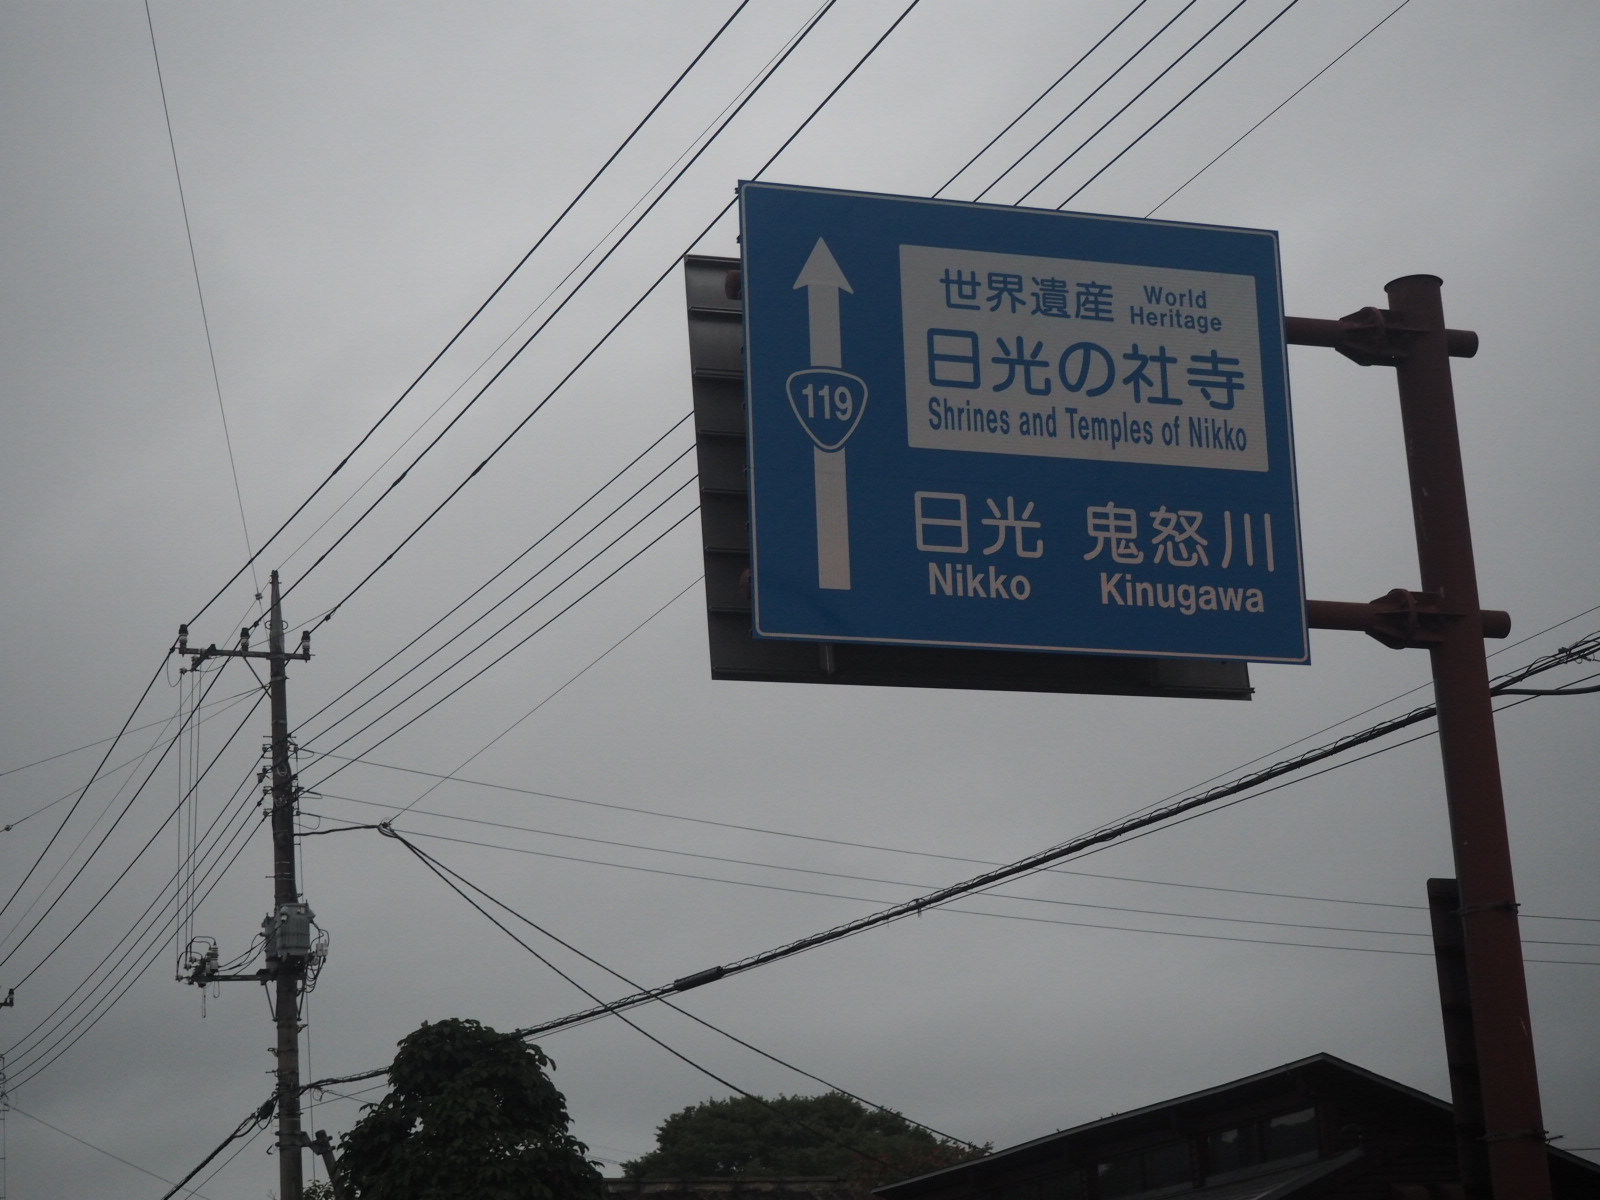 世界遺産 World Heritage
日光の社寺
Shrines and Temples of Nikko
119
日光 鬼怒川
Nikko Kinugawa